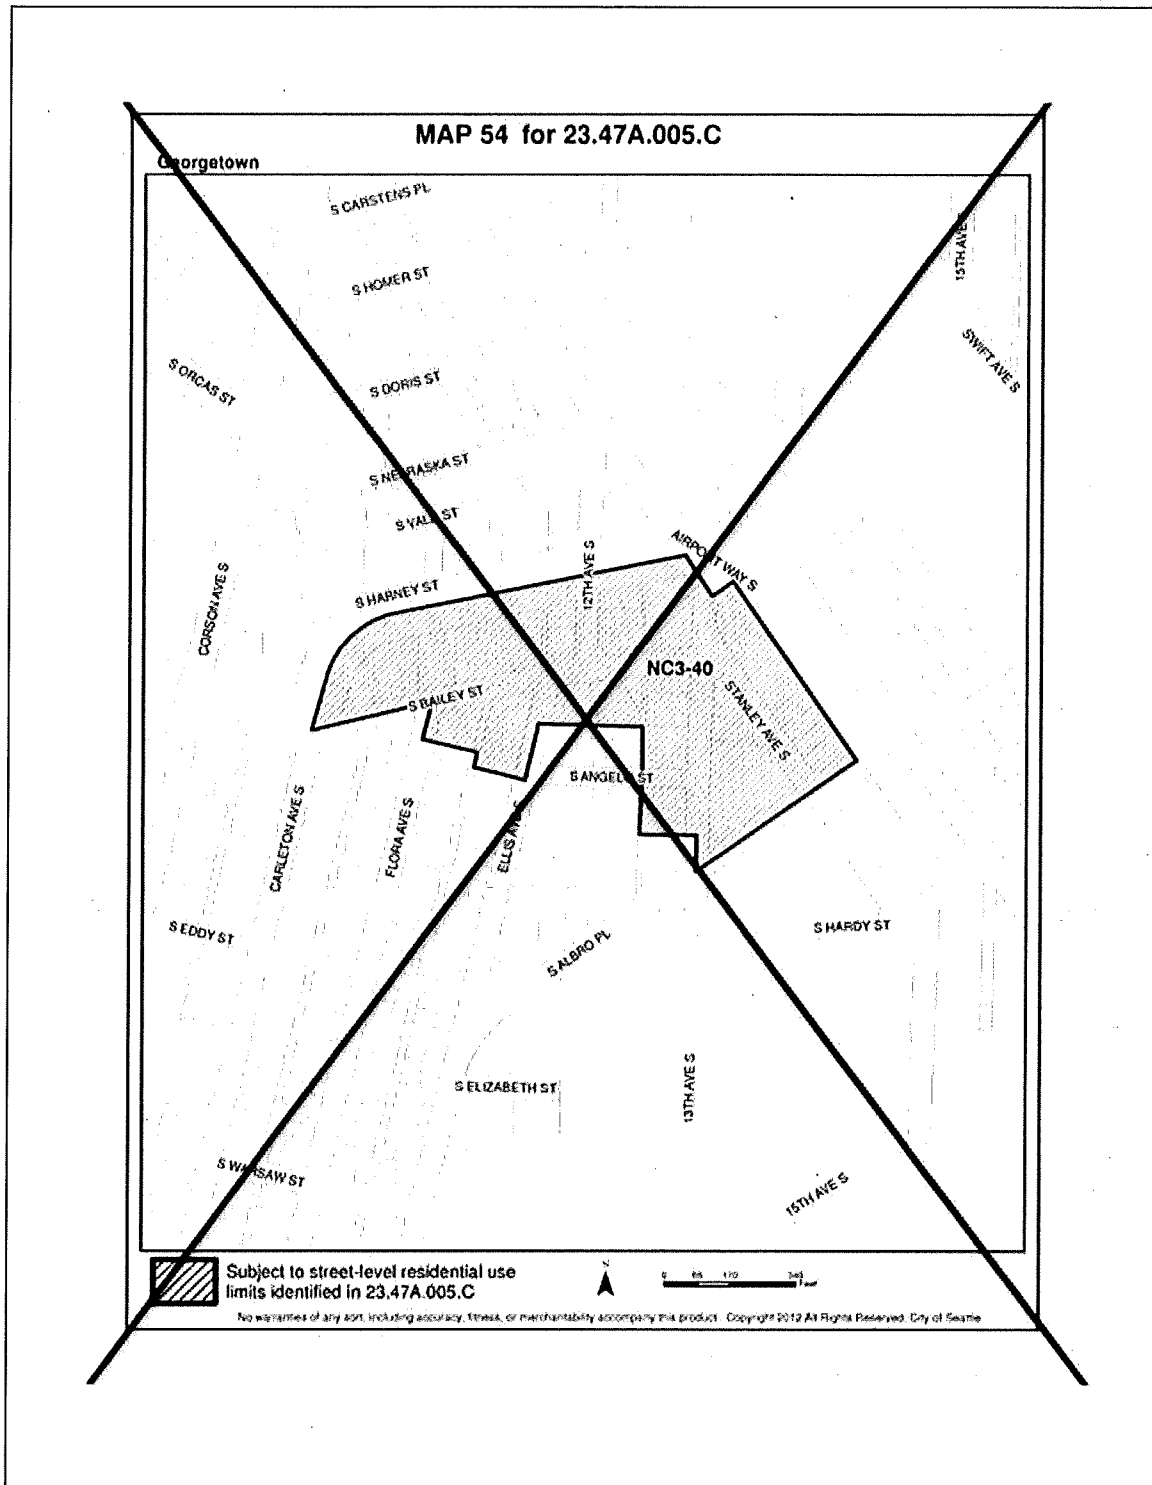 MAP 54 for 23.47A.005.C
Georgetown
S CARSTENS PL
15TH AVE S
S HOMER ST
SWIFT AVE S
S ORCAS ST
S DORIS ST
S NEBRASKA ST
S VALE ST
AIRPORT WAY S
12TH AVE S
CORSON AVE S
S HARNEY ST
NC3-40
S BAILEY ST
STANLEY AVE S
S ANGELO ST
CARLETON AVE S
FLORA AVE S
ELLIS AVE S
S EDDY ST
S HARDY ST
S ALBRO PL
S ELIZABETH ST
13TH AVE S
S WARSAW ST
15TH AVE S
Subject to street-level residential use
limits identified in 23.47A.005.C
0 170 340
Feet
No warranties of any sort, including accuracy, fitness, or merchantability accompany this product. Copyright 2012 All Rights Reserved, City of Seattle